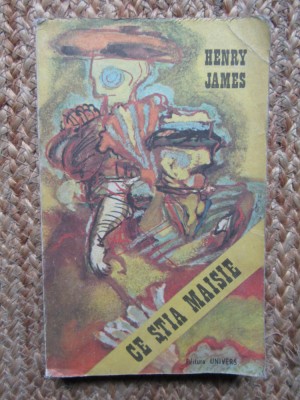 HENRY
JAMES
CE ȘTIA MAISIE
Editura UNIVERS